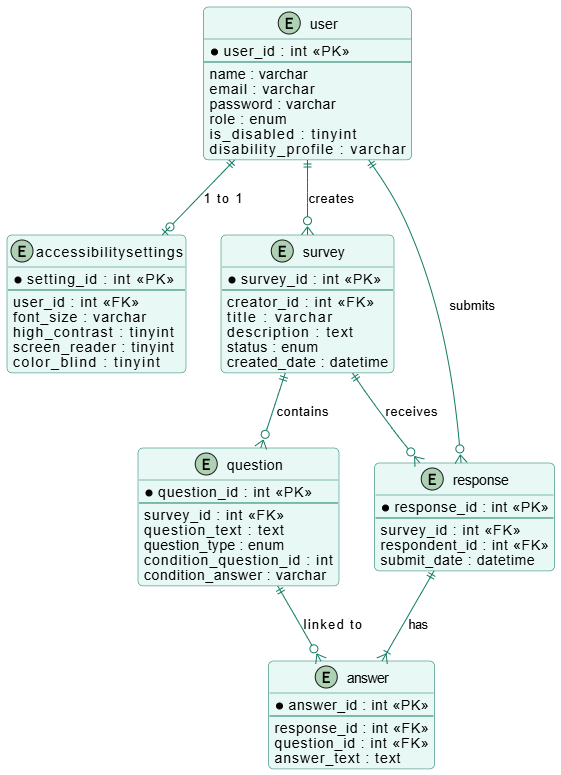 E user
user_id : int «PK»
name : varchar
email : varchar
password : varchar
role : enum
is_disabled : tinyint
disability_profile : varchar
1 to 1
creates
submits
E accessibilitysettings
setting_id : int «PK»
user_id : int «FK»
font_size : varchar
high_contrast : tinyint
screen_reader : tinyint
color_blind : tinyint
E survey
survey_id : int «PK»
creator_id : int «FK»
title : varchar
description : text
status : enum
created_date : datetime
contains
receives
E question
question_id : int «PK»
survey_id : int «FK»
question_text : text
question_type : enum
condition_question_id : int
condition_answer : varchar
E response
response_id : int «PK»
survey_id : int «FK»
respondent_id : int «FK»
submit_date : datetime
linked to
has
E answer
answer_id : int «PK»
response_id : int «FK»
question_id : int «FK»
answer_text : text